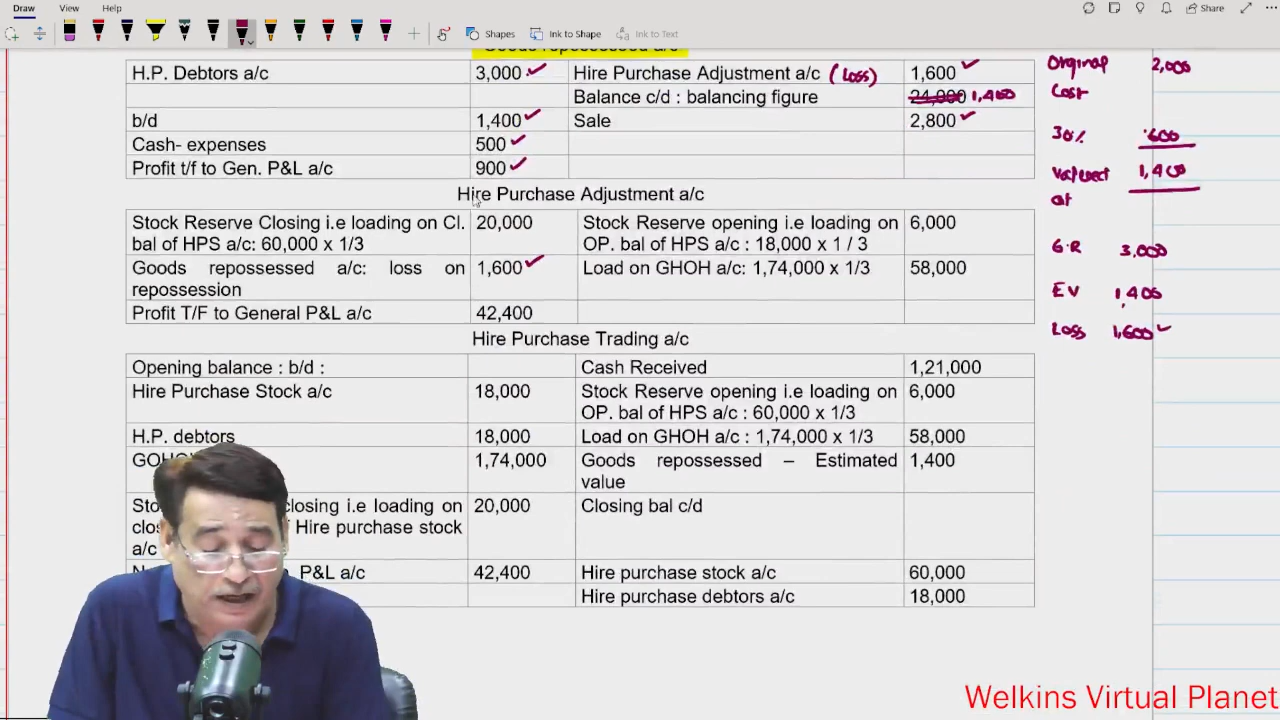 Draw View Help
Shapes Ink to Shape Ink to Text Share
Goods repossessed a/c
H.P. Debtors a/c 3,000 Hire Purchase Adjustment a/c (Loss) 1,600
Balance c/d : balancing figure 24,000 1,400
b/d 1,400 Sale 2,800
Cash- expenses 500
Profit t/f to Gen. P&L a/c 900
Hire Purchase Adjustment a/c
Stock Reserve Closing i.e loading on Cl. 20,000 Stock Reserve opening i.e loading on 6,000
bal of HPS a/c: 60,000 x 1/3 OP. bal of HPS a/c : 18,000 x 1 / 3
Goods repossessed a/c: loss on 1,600 Load on GHOH a/c: 1,74,000 x 1/3 58,000
repossession
Profit T/F to General P&L a/c 42,400
Hire Purchase Trading a/c
Opening balance : b/d : Cash Received 1,21,000
Hire Purchase Stock a/c 18,000 Stock Reserve opening i.e loading on 6,000
OP. bal of HPS a/c : 60,000 x 1/3
H.P. debtors 18,000 Load on GHOH a/c : 1,74,000 x 1/3 58,000
1,74,000 Goods repossessed – Estimated 1,400
value
closing i.e loading on 20,000 Closing bal c/d
Hire purchase stock
a/c
P&L a/c 42,400 Hire purchase stock a/c 60,000
Hire purchase debtors a/c 18,000
Original 2,000
Cost
30% 600
1,400
at
G.R 3,000
EV 1,400
Loss 1,600
Welkins Virtual Planet